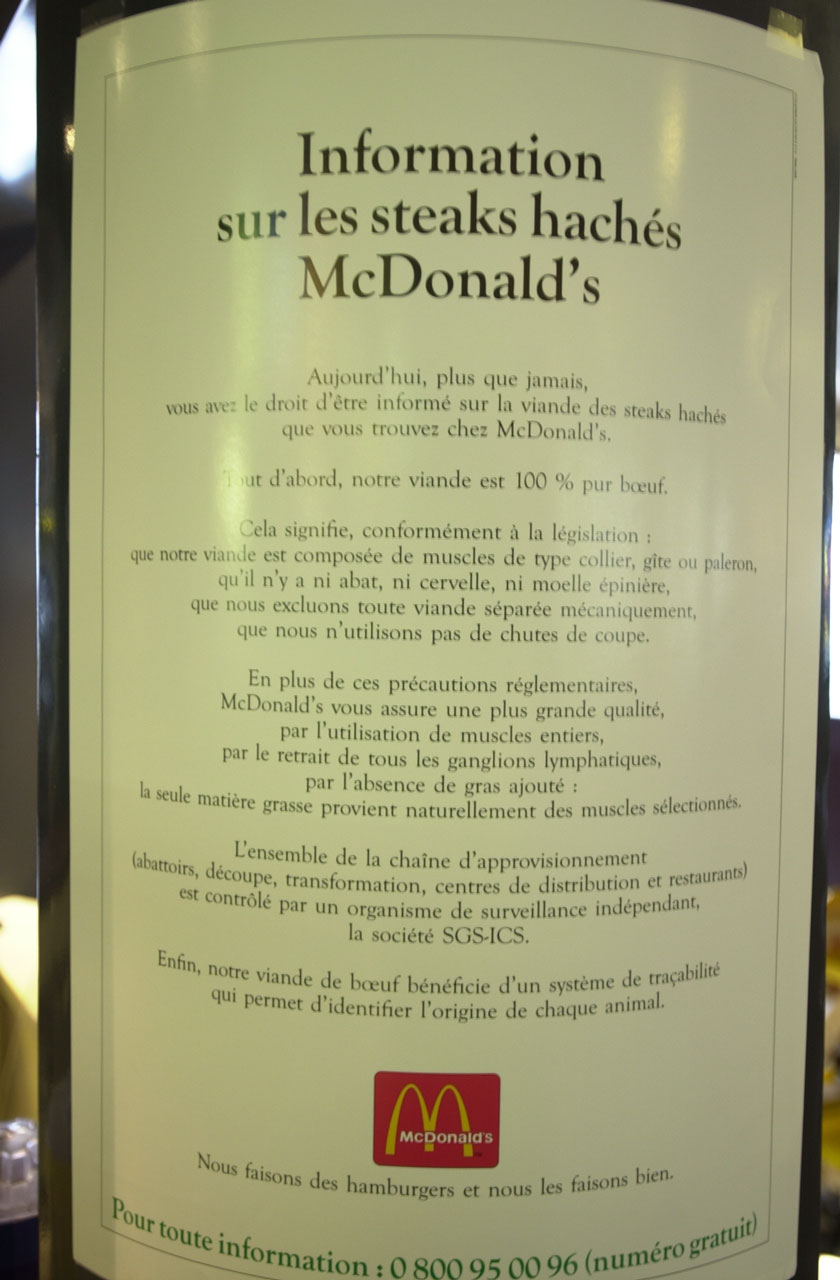 Information
sur les steaks hachés
McDonald's
Aujourd'hui, plus que jamais,
vous avez le droit d'être informé sur la viande des steaks hachés
que vous trouvez chez McDonald's.
Tout d'abord, notre viande est 100 % pur bœuf.
Cela signifie, conformément à la législation :
que notre viande est composée de muscles de type collier, gîte ou paleron,
qu'il n'y a ni abat, ni cervelle, ni moelle épinière,
que nous excluons toute viande séparée mécaniquement,
que nous n'utilisons pas de chutes de coupe.
En plus de ces précautions réglementaires,
McDonald's vous assure une plus grande qualité,
par l'utilisation de muscles entiers,
par le retrait de tous les ganglions lymphatiques,
par l'absence de gras ajouté :
la seule matière grasse provient naturellement des muscles sélectionnés.
L'ensemble de la chaîne d'approvisionnement
(abattoirs, découpe, transformation, centres de distribution et restaurants)
est contrôlé par un organisme de surveillance indépendant,
la société SGS-ICS.
Enfin, notre viande de bœuf bénéficie d'un système de traçabilité
qui permet d'identifier l'origine de chaque animal.
McDonald's
Nous faisons des hamburgers et nous les faisons bien.
Pour toute information : 0 800 95 00 96 (numéro gratuit)